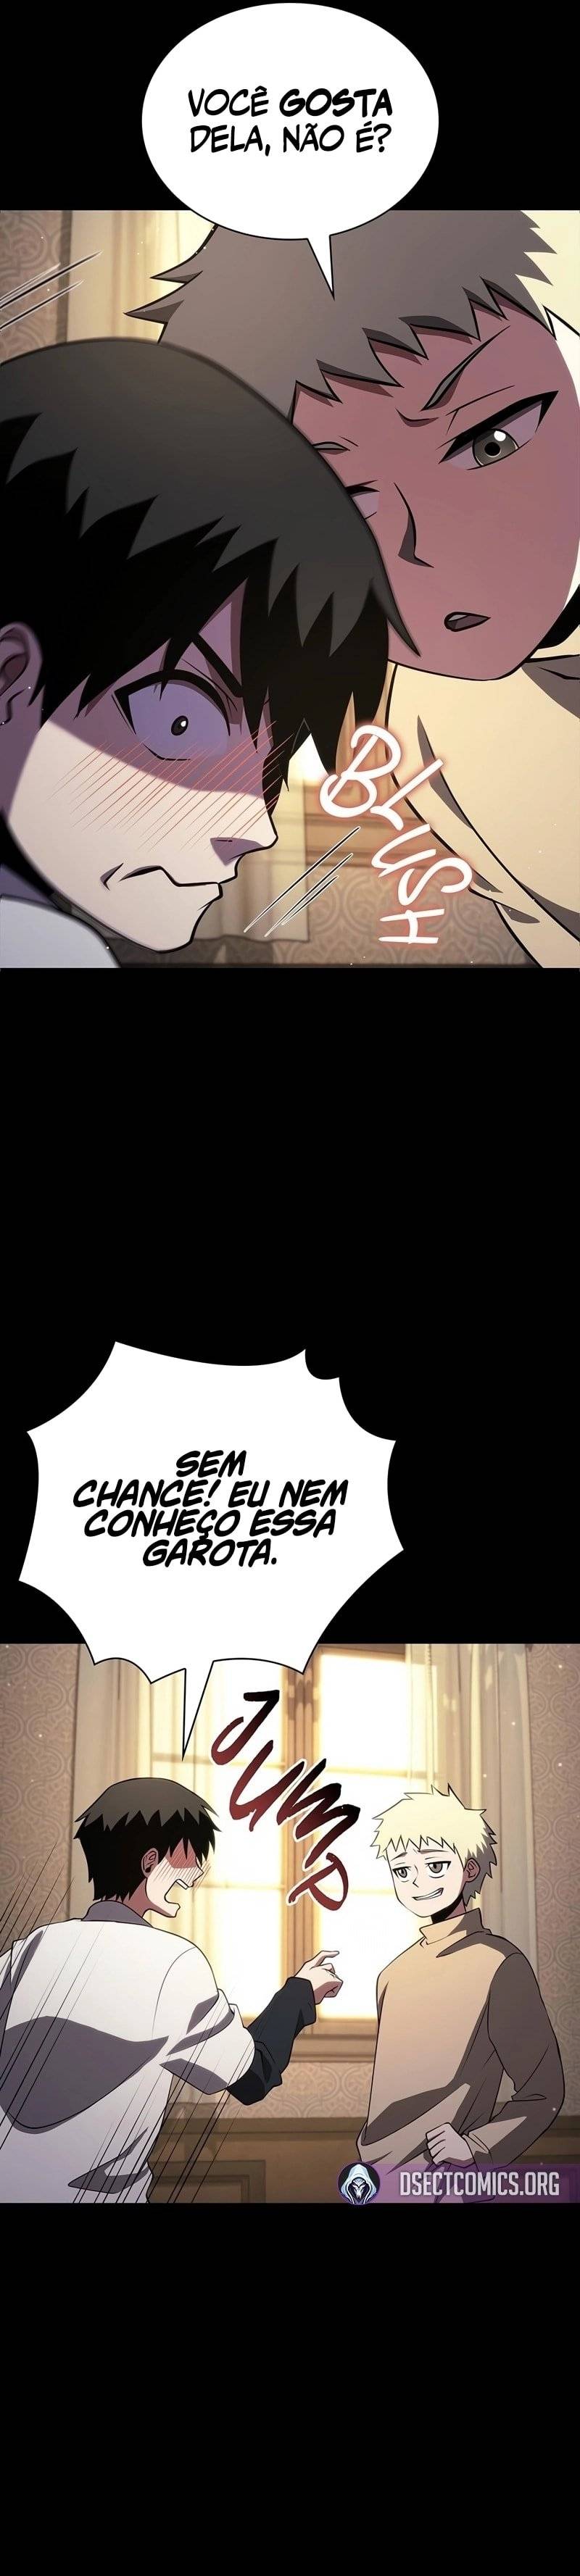 VOCÊ GOSTA
DELA, NÃO É?
BLUSH
SEM
CHANCE! EU NEM
CONHEÇO ESSA
GAROTA.
JUMP
DSECTCOMICS.ORG